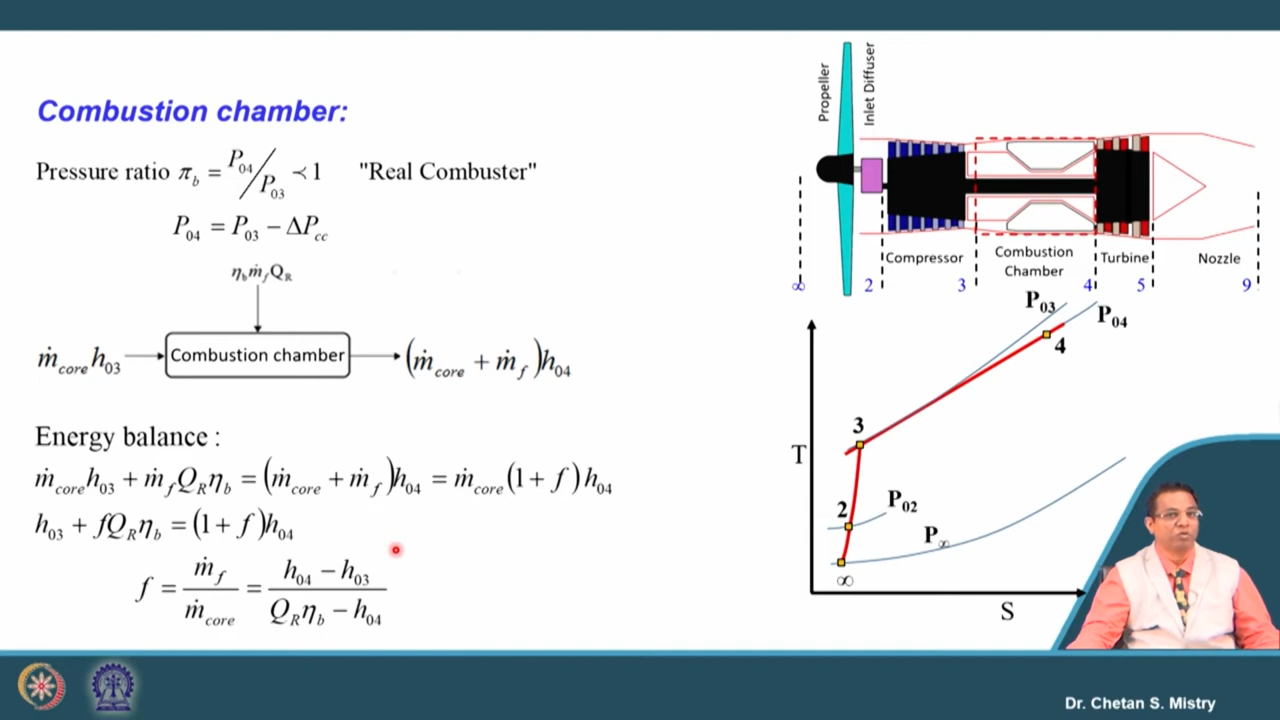 Combustion chamber:
Pressure ratio π_b = P_04/P_03 ≺ 1 "Real Combuster"
P_04 = P_03 − ΔP_cc
η_b ṁ_f Q_R
ṁ_core h_03
Combustion chamber
(ṁ_core + ṁ_f)h_04
Energy balance :
ṁ_core h_03 + ṁ_f Q_R η_b = (ṁ_core + ṁ_f)h_04 = ṁ_core (1 + f) h_04
h_03 + fQ_R η_b = (1 + f)h_04
f = ṁ_f / ṁ_core = (h_04 − h_03) / (Q_R η_b − h_04)
Propeller
Inlet Diffuser
Compressor
Combustion
Chamber
Turbine
Nozzle
∞ 2 3 4 5 9
P_03
P_04
4
3
T
2
P_02
P_∞
∞
S
Dr. Chetan S. Mistry